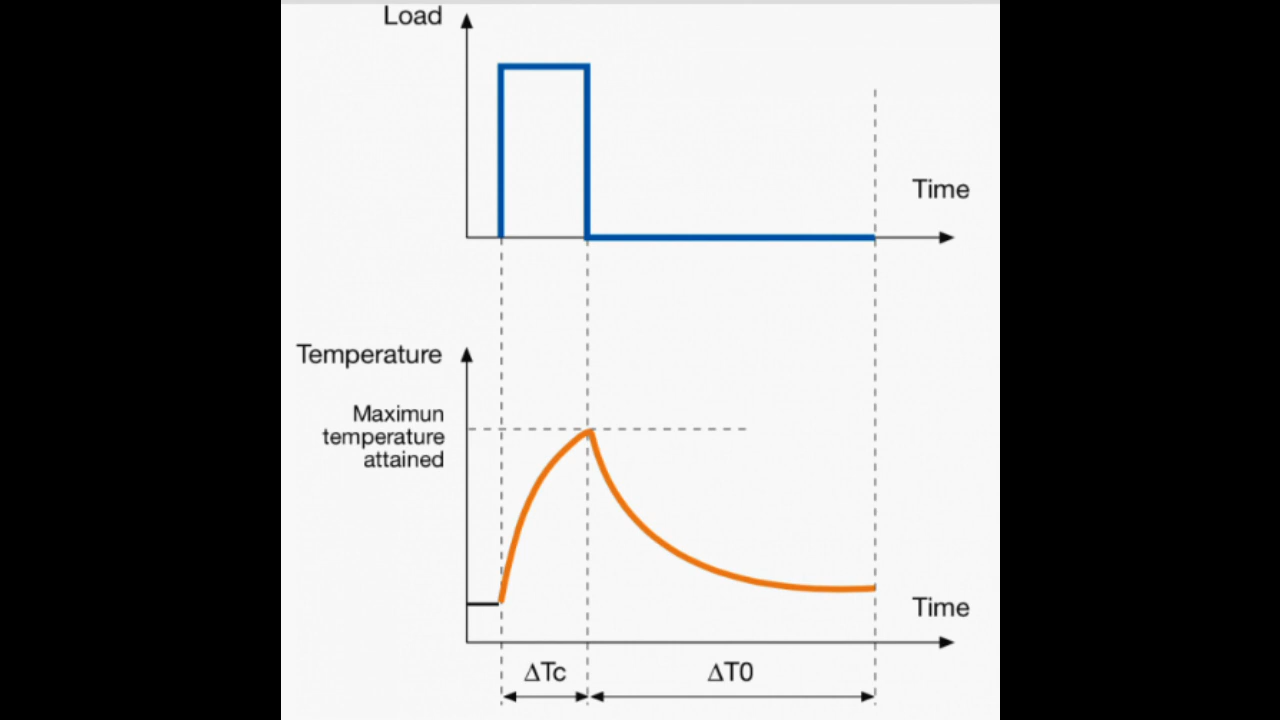 Load
Time
Temperature
Maximun
temperature
attained
Time
ΔTc
ΔT0